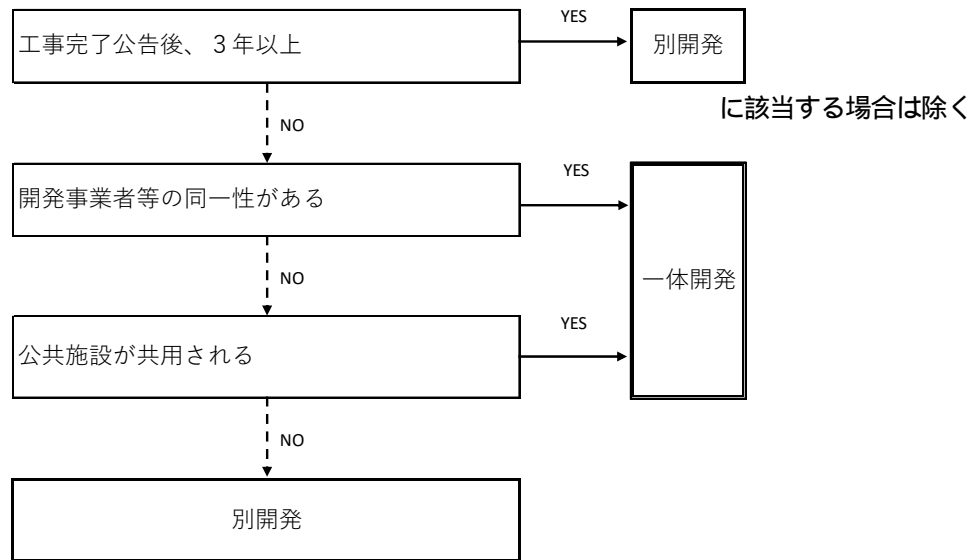 YES
工事完了公告後、３年以上
別開発
に該当する場合は除く
NO
YES
開発事業者等の同一性がある
NO
一体開発
YES
公共施設が共用される
NO
別開発